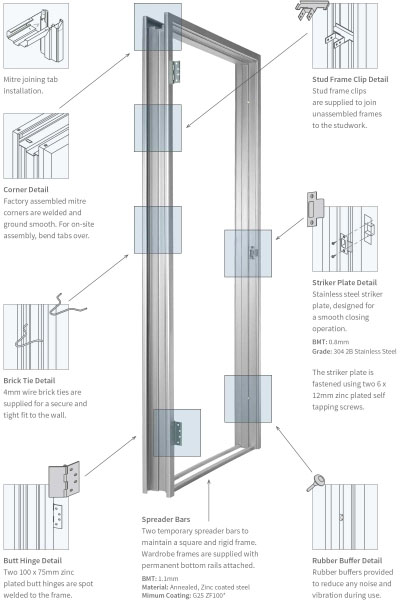 Mitre joining tab
Installation.
Corner Detail
Factory assembled mitre
corners are welded and
ground smooth. For on-site
assembly, bend tabs over.
Brick Tie Detail
4mm wire brick ties are
supplied for a secure and
tight fit to the wall.
Butt Hinge Detail
Two 100 x 75mm zinc
plated butt hinges are spot
welded to the frame.
Spreader Bars
Two temporary spreader bars to
maintain a square and rigid frame.
Wardrobe frames are supplied with
permanent bottom rails attached.
BMT: 1.1mm
Material: Annealed, Zinc coated steel
Mimum Coating: G2S ZF100*
Stud Frame Clip Detail
Stud frame clips
are supplied to join
unassembled frames
to the studwork.
Striker Plate Detail
Stainless steel striker
plate, designed for
a smooth closing
operation.
BMT: 0.8mm
Grade: 304 2B Stainless Steel
The striker plate is
fastened using two 6 x
12mm zinc plated self
tapping screws.
Rubber Buffer Detail
Rubber buffers provided
to reduce any noise and
vibration during use.